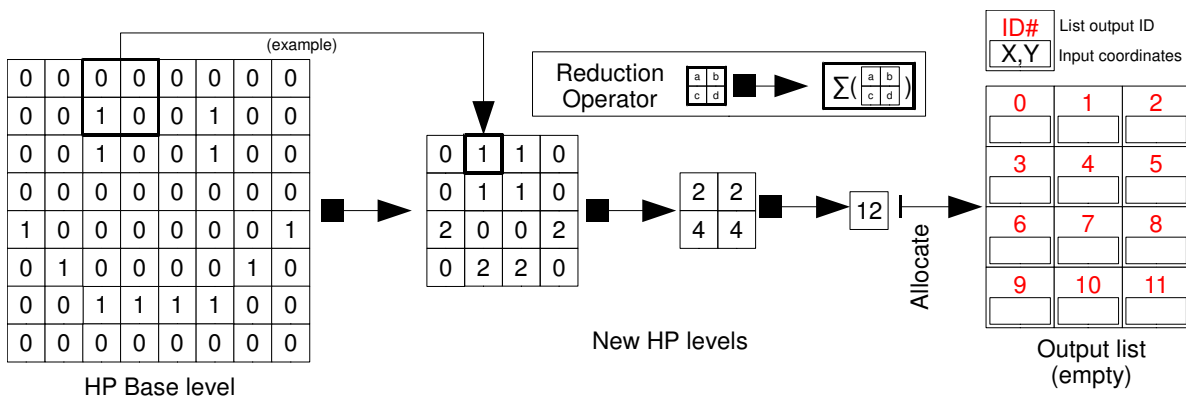 (example)
0 0 0 0 0 0 0 0
0 0 1 0 0 1 0 0
0 0 1 0 0 1 0 0
0 0 0 0 0 0 0 0
1 0 0 0 0 0 0 1
0 1 0 0 0 0 1 0
0 0 1 1 1 1 0 0
0 0 0 0 0 0 0 0
HP Base level
0 1 1 0
0 1 1 0
2 0 0 2
0 2 2 0
Reduction
Operator
a b
c d
∑(
a b
c d
)
2 2
4 4
New HP levels
12
Allocate
ID#
List output ID
X,Y
Input coordinates
0 1 2
3 4 5
6 7 8
9 10 11
Output list
(empty)